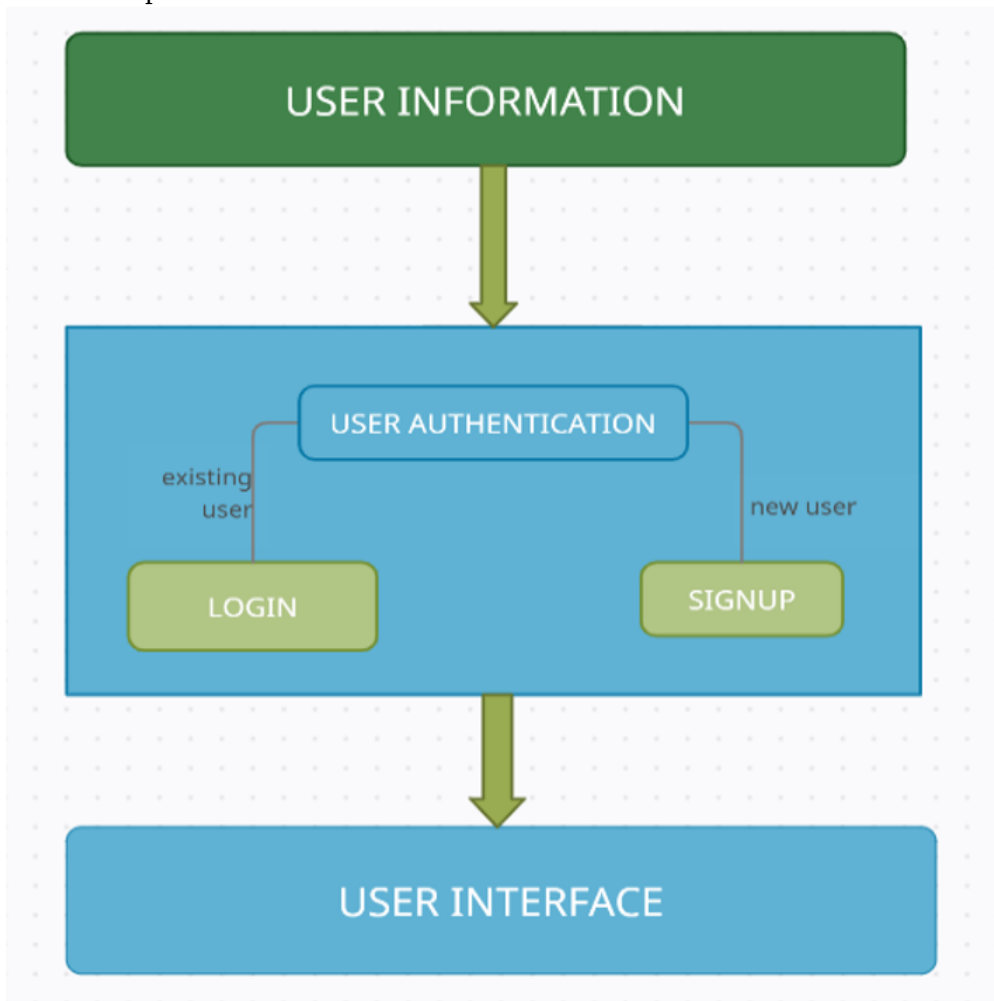 USER INFORMATION
USER AUTHENTICATION
existing
user
new user
LOGIN
SIGNUP
USER INTERFACE